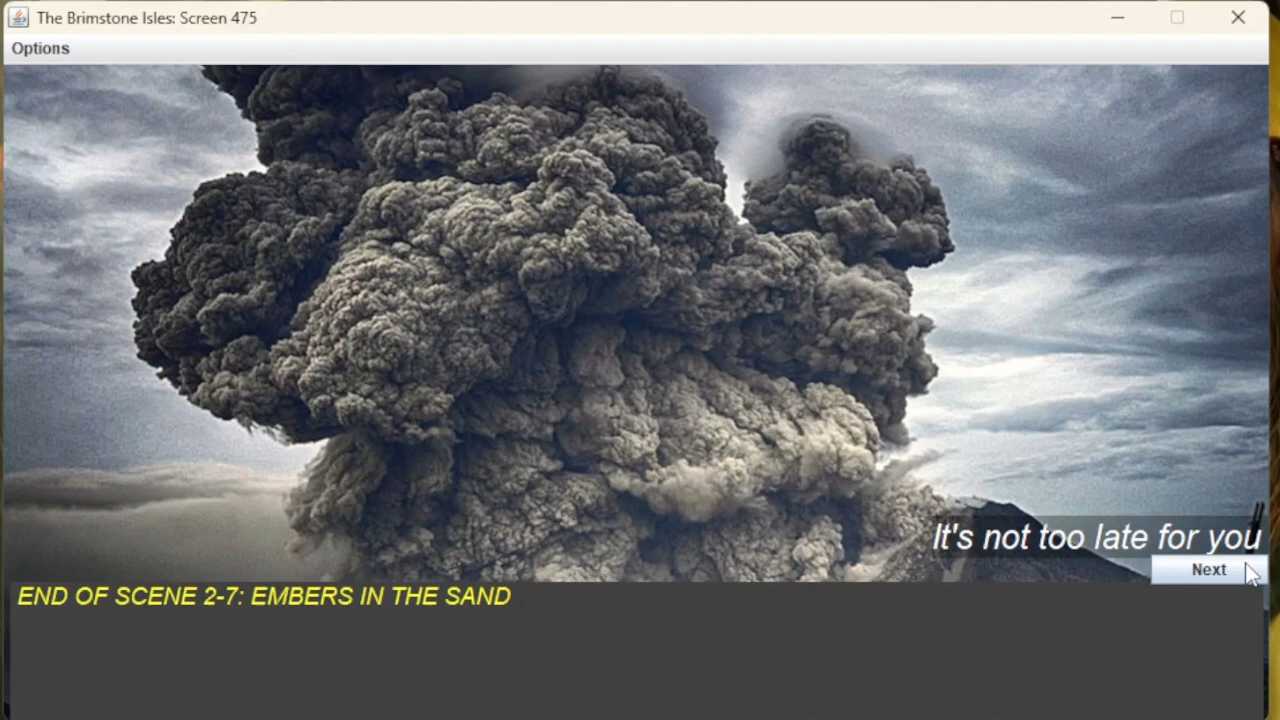 The Brimstone Isles: Screen 475
Options
It's not too late for you
Next
END OF SCENE 2-7: EMBERS IN THE SAND